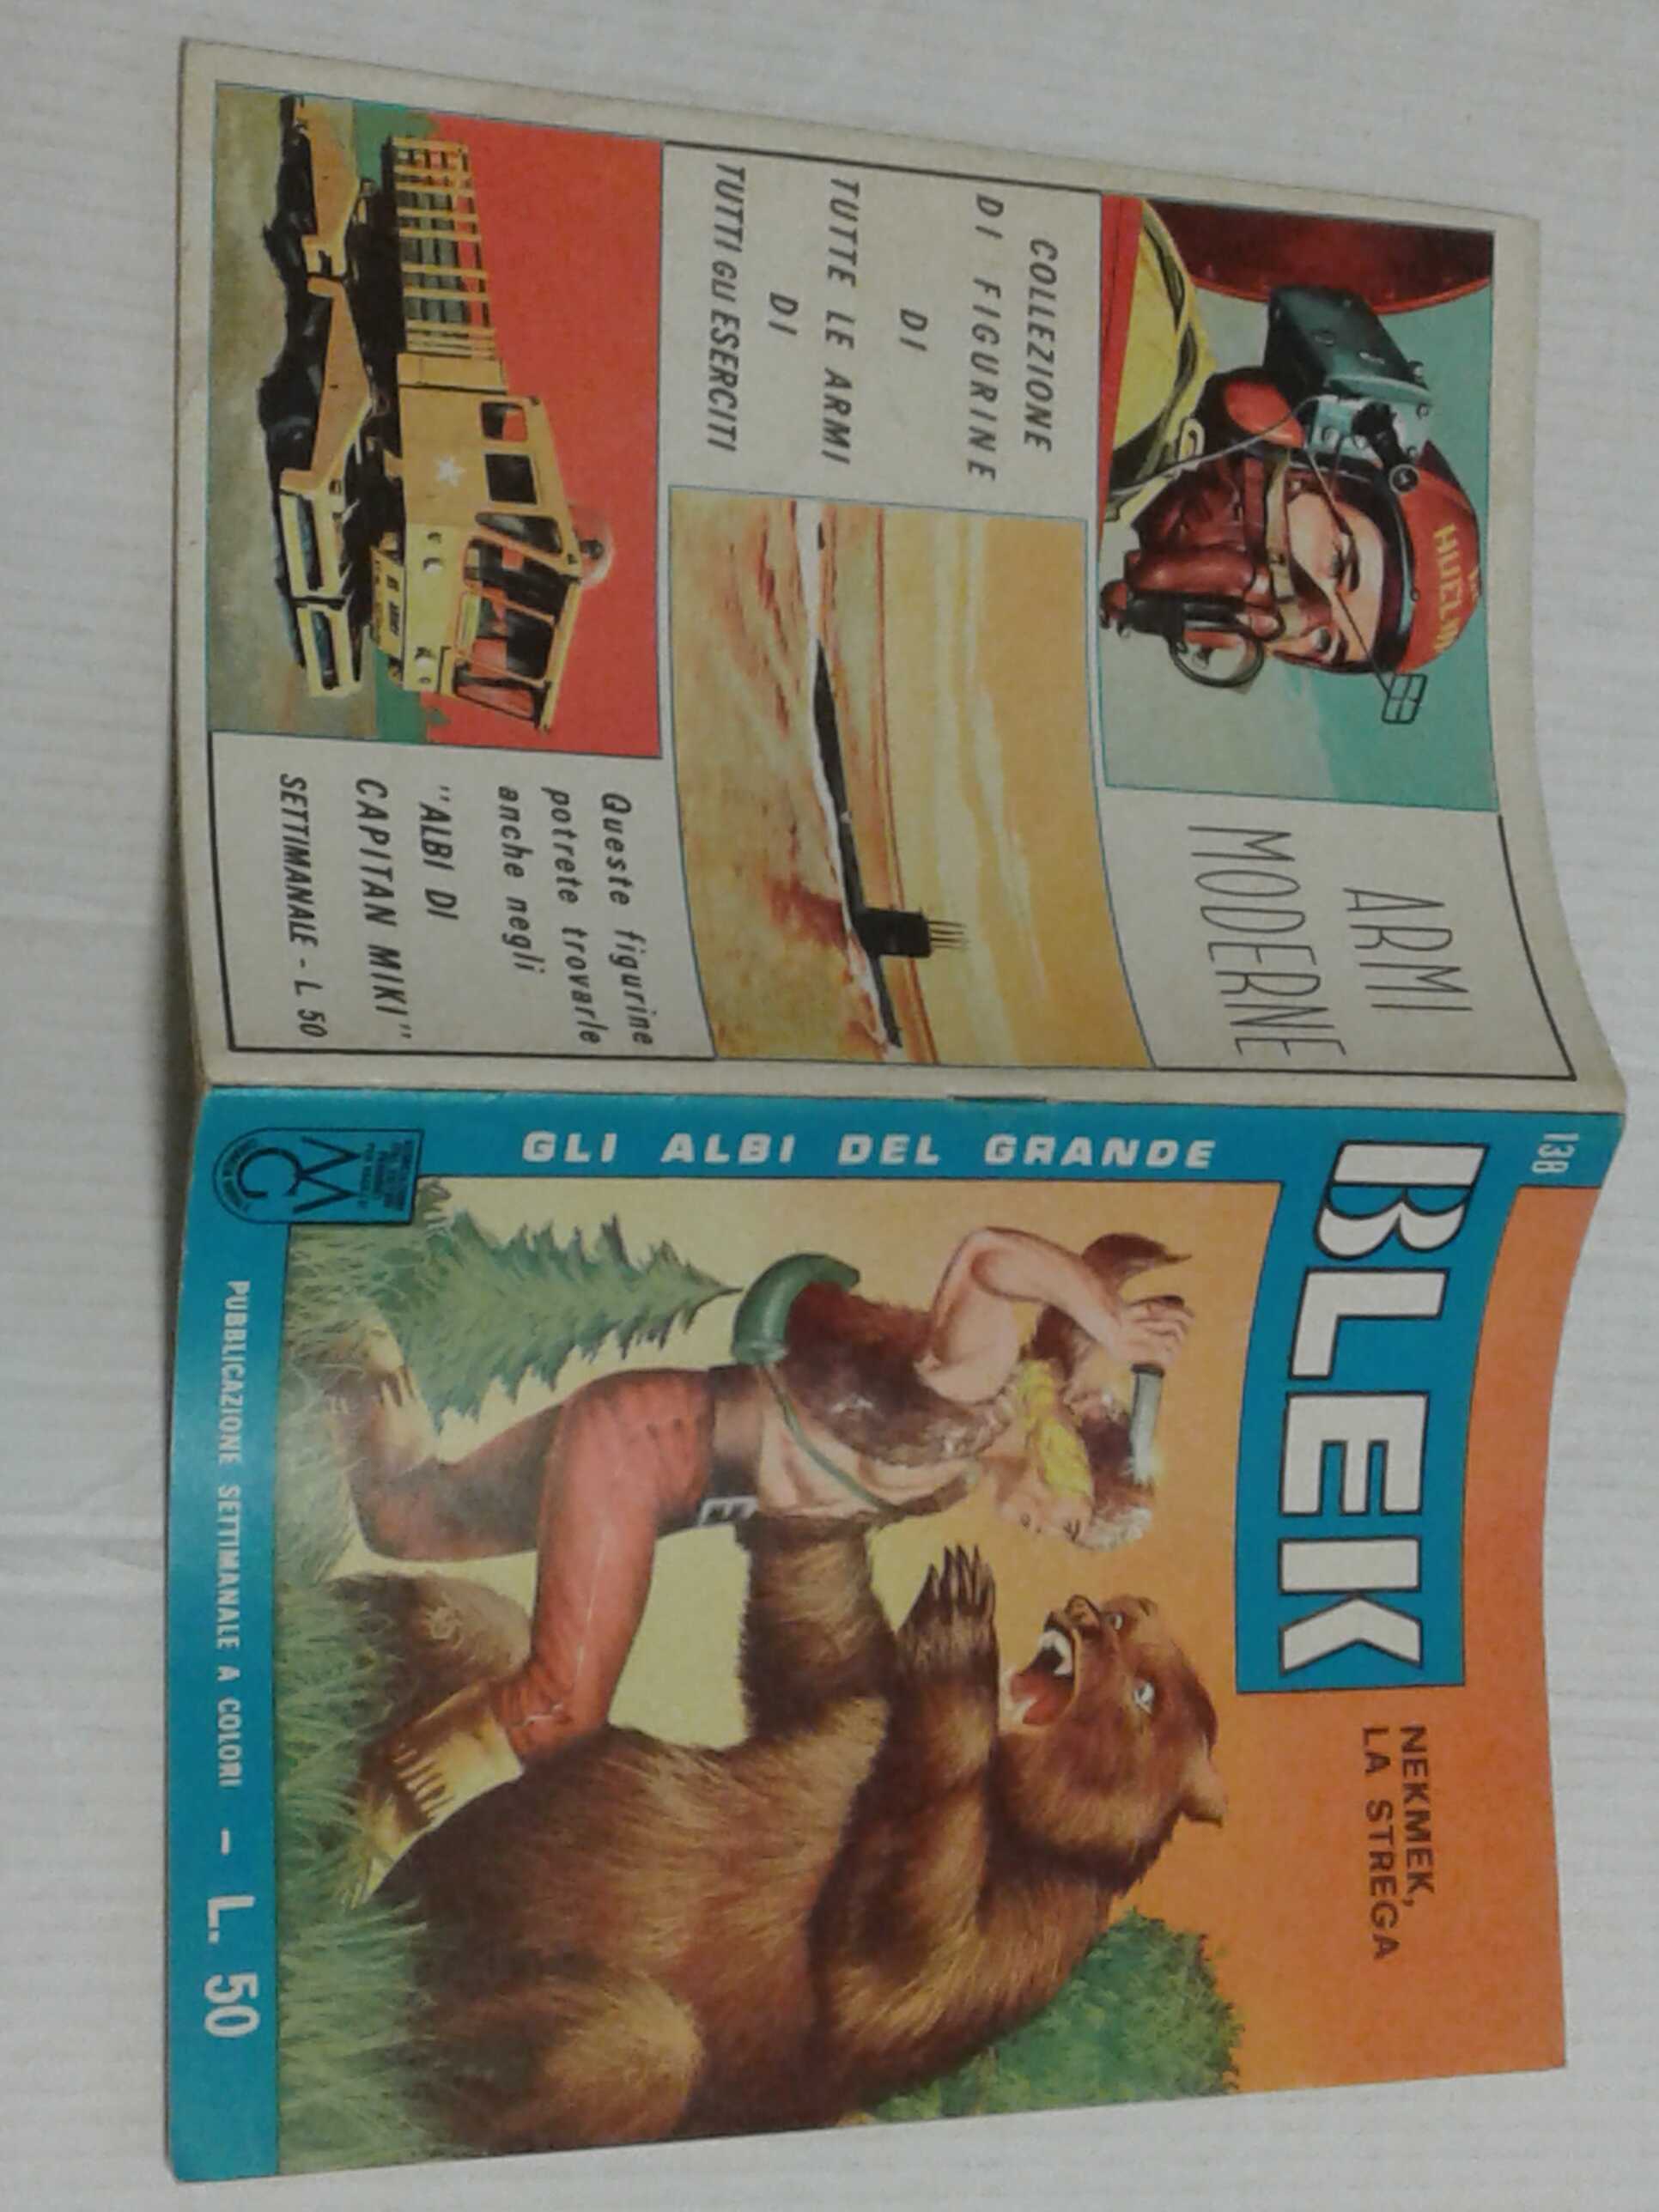 ARMI
MODERNE
COLLEZIONE
DI FIGURINE
DI
TUTTE LE ARMI
DI
TUTTI GLI ESERCITI
Queste figurine
potrete trovarle
anche negli
"ALBI DI
CAPITAN MIKI"
SETTIMANALE - L 50
138
GLI ALBI DEL GRANDE
BLEK
NEKMEK,
LA STREGA
PUBBLICAZIONE SETTIMANALE A COLORI - L. 50